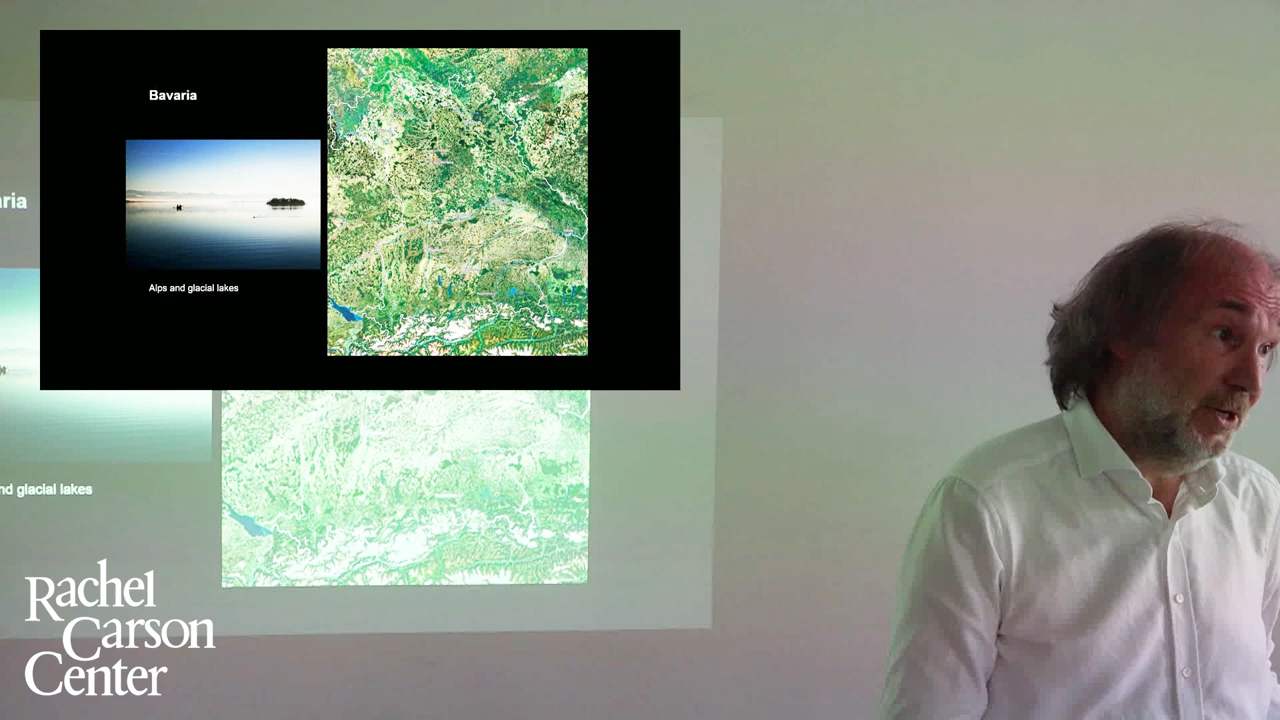 Bavaria
Alps and glacial lakes
aria
nd glacial lakes
Rachel
Carson
Center